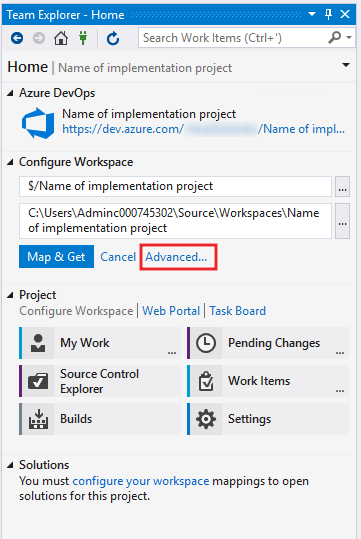 Team Explorer - Home
Search Work Items (Ctrl+')
Home | Name of implementation project
Azure DevOps
Name of implementation project
https://dev.azure.com/ /Name of impl...
Configure Workspace
$/Name of implementation project
...
C:\Users\Adminc000745302\Source\Workspaces\Name
of implementation project
...
Map & Get Cancel Advanced...
Project
Configure Workspace | Web Portal | Task Board
My Work ... Pending Changes ...
Source Control
Explorer
Work Items ...
Builds Settings
Solutions
You must configure your workspace mappings to open
solutions for this project.